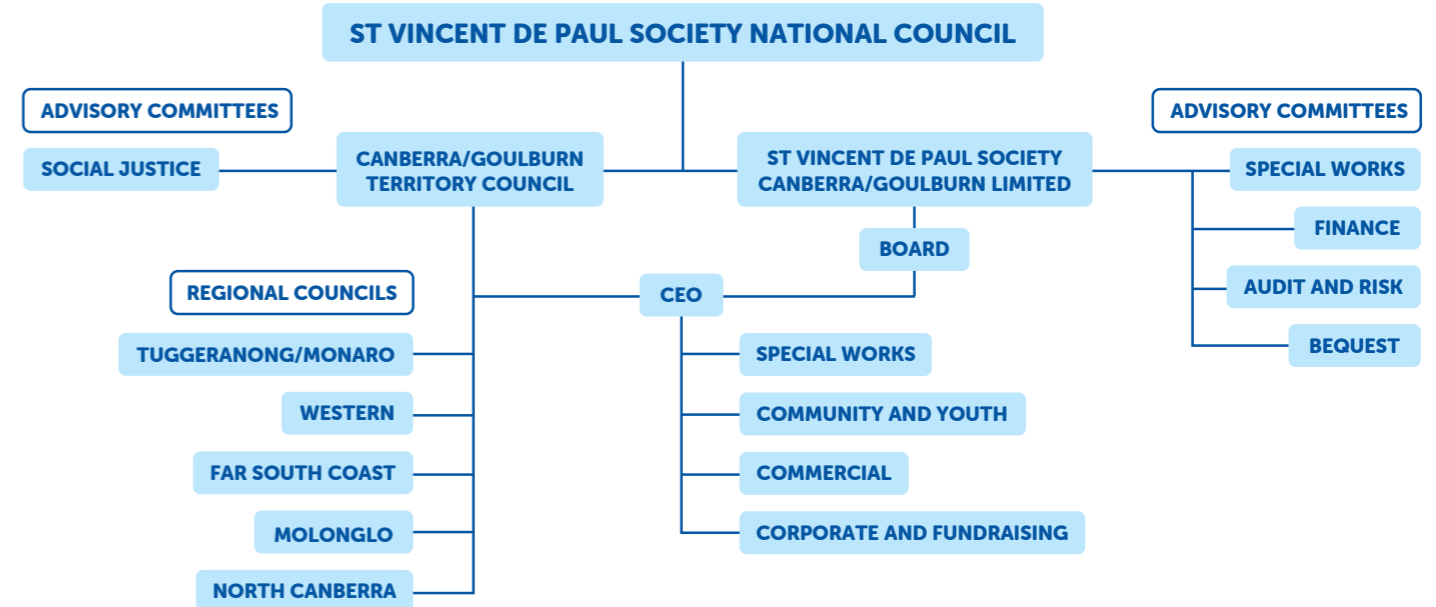 ST VINCENT DE PAUL SOCIETY NATIONAL COUNCIL
ADVISORY COMMITTEES
SOCIAL JUSTICE
CANBERRA/GOULBURN
TERRITORY COUNCIL
ST VINCENT DE PAUL SOCIETY
CANBERRA/GOULBURN LIMITED
ADVISORY COMMITTEES
SPECIAL WORKS
FINANCE
AUDIT AND RISK
BEQUEST
BOARD
CEO
REGIONAL COUNCILS
TUGGERANONG/MONARO
WESTERN
FAR SOUTH COAST
MOLONGLO
NORTH CANBERRA
SPECIAL WORKS
COMMUNITY AND YOUTH
COMMERCIAL
CORPORATE AND FUNDRAISING